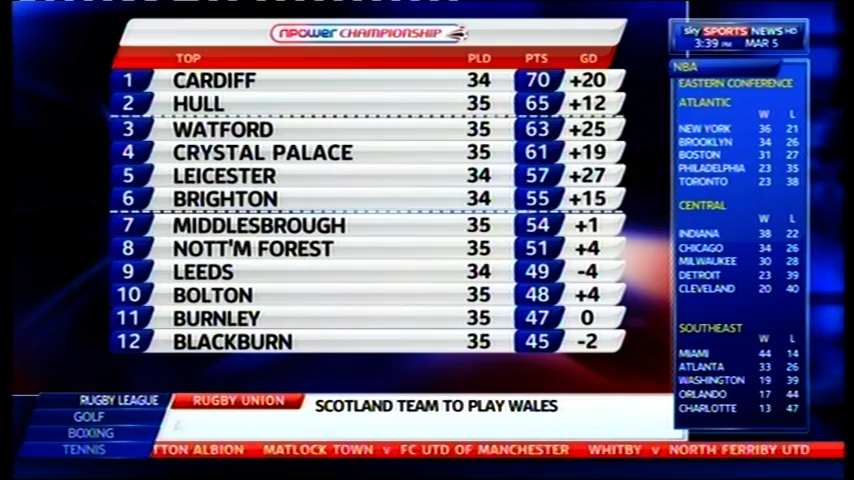 npower CHAMPIONSHIP
TOP PLD PTS GD
1 CARDIFF 34 70 +20
2 HULL 35 65 +12
3 WATFORD 35 63 +25
4 CRYSTAL PALACE 35 61 +19
5 LEICESTER 34 57 +27
6 BRIGHTON 34 55 +15
7 MIDDLESBROUGH 35 54 +1
8 NOTT'M FOREST 35 51 +4
9 LEEDS 34 49 -4
10 BOLTON 35 48 +4
11 BURNLEY 35 47 0
12 BLACKBURN 35 45 -2
sky SPORTS NEWS HD
3:39 PM MAR 5
NBA
EASTERN CONFERENCE
ATLANTIC
W L
NEW YORK 36 21
BROOKLYN 34 26
BOSTON 31 27
PHILADELPHIA 23 35
TORONTO 23 38
CENTRAL
W L
INDIANA 38 22
CHICAGO 34 26
MILWAUKEE 30 28
DETROIT 23 39
CLEVELAND 20 40
SOUTHEAST
W L
MIAMI 44 14
ATLANTA 33 26
WASHINGTON 19 39
ORLANDO 17 44
CHARLOTTE 13 47
RUGBY LEAGUE
GOLF
BOXING
TENNIS
RUGBY UNION
SCOTLAND TEAM TO PLAY WALES
TTON ALBION MATLOCK TOWN v FC UTD OF MANCHESTER WHITBY v NORTH FERRIBY UTD